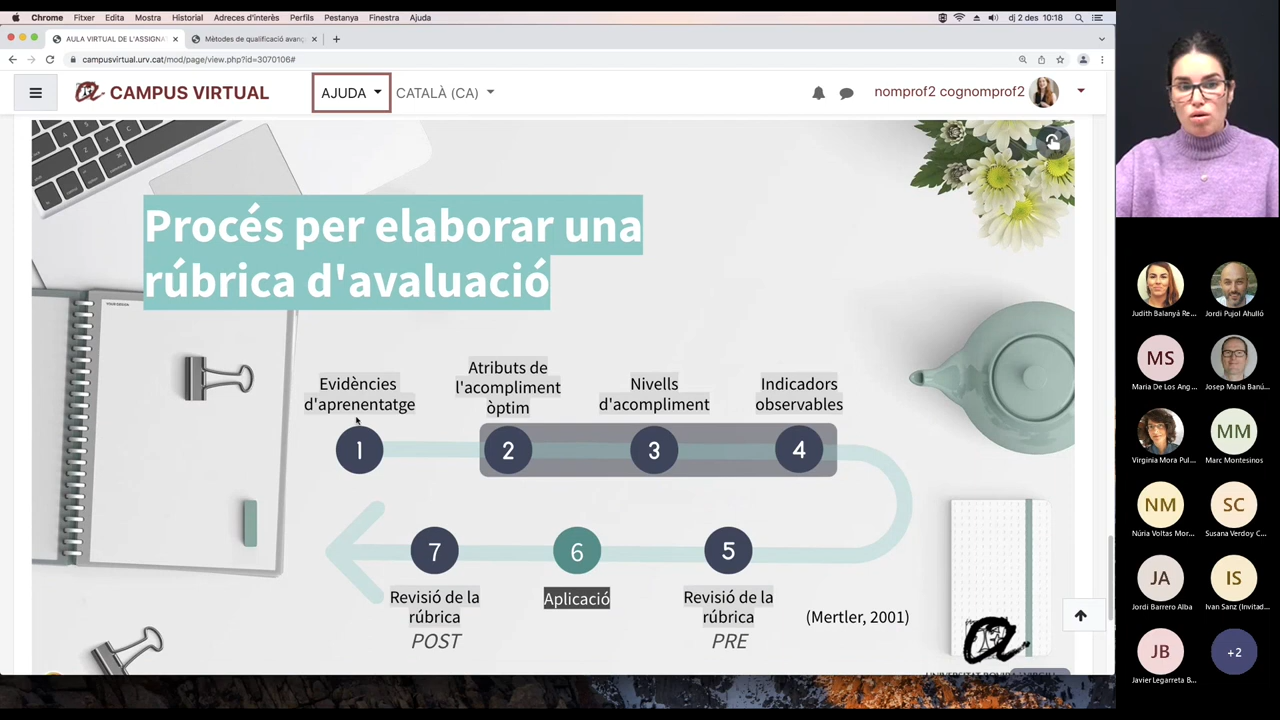 Chrome Fitxer Edita Mostra Historial Adreces d'interès Perfils Pestanya Finestra Ajuda dj 2 des 10:18
AULA VIRTUAL DE L'ASSIGNA
Mètodes de qualificació avanç
campusvirtual.urv.cat/mod/page/view.php?id=3070106#
CAMPUS VIRTUAL
AJUDA
CATALÀ (CA)
nomprof2 cognomprof2
Procés per elaborar una
rúbrica d'avaluació
YOUR DESIGN
Evidències
d'aprenentatge
1
Atributs de
l'acompliment
òptim
2
Nivells
d'acompliment
3
Indicadors
observables
4
5
Revisió de la
rúbrica
PRE
6
Aplicació
7
Revisió de la
rúbrica
POST
(Mertler, 2001)
Judith Balanyà Re...
Jordi Pujol Ahulló
MS
Maria De Los Ang...
Josep Maria Banú...
Virginia Mora Pul...
MM
Marc Montesinos
NM
Núria Voltas Mor...
SC
Susana Verdoy C...
JA
Jordi Barrero Alba
IS
Ivan Sanz (Invitad...
JB
Javier Legarreta B...
+2